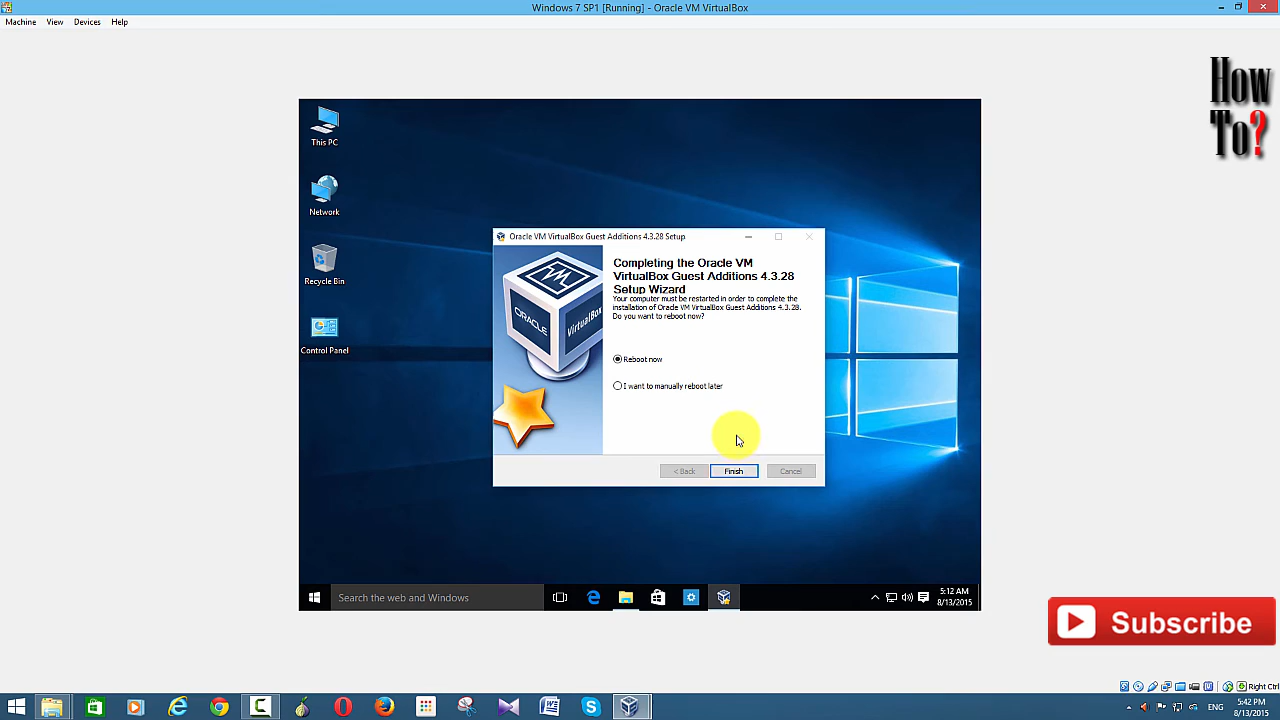 Windows 7 SP1 [Running] - Oracle VM VirtualBox
Machine View Devices Help
How
To?
This PC
Network
Recycle Bin
Control Panel
Oracle VM VirtualBox Guest Additions 4.3.28 Setup
ORACLE
VirtualBox
Completing the Oracle VM
VirtualBox Guest Additions 4.3.28
Setup Wizard
Your computer must be restarted in order to complete the
installation of Oracle VM VirtualBox Guest Additions 4.3.28.
Do you want to reboot now?
Reboot now
I want to manually reboot later
< Back Finish Cancel
Search the web and Windows
5:12 AM
8/13/2015
Subscribe
Right Ctrl
ENG
5:42 PM
8/13/2015